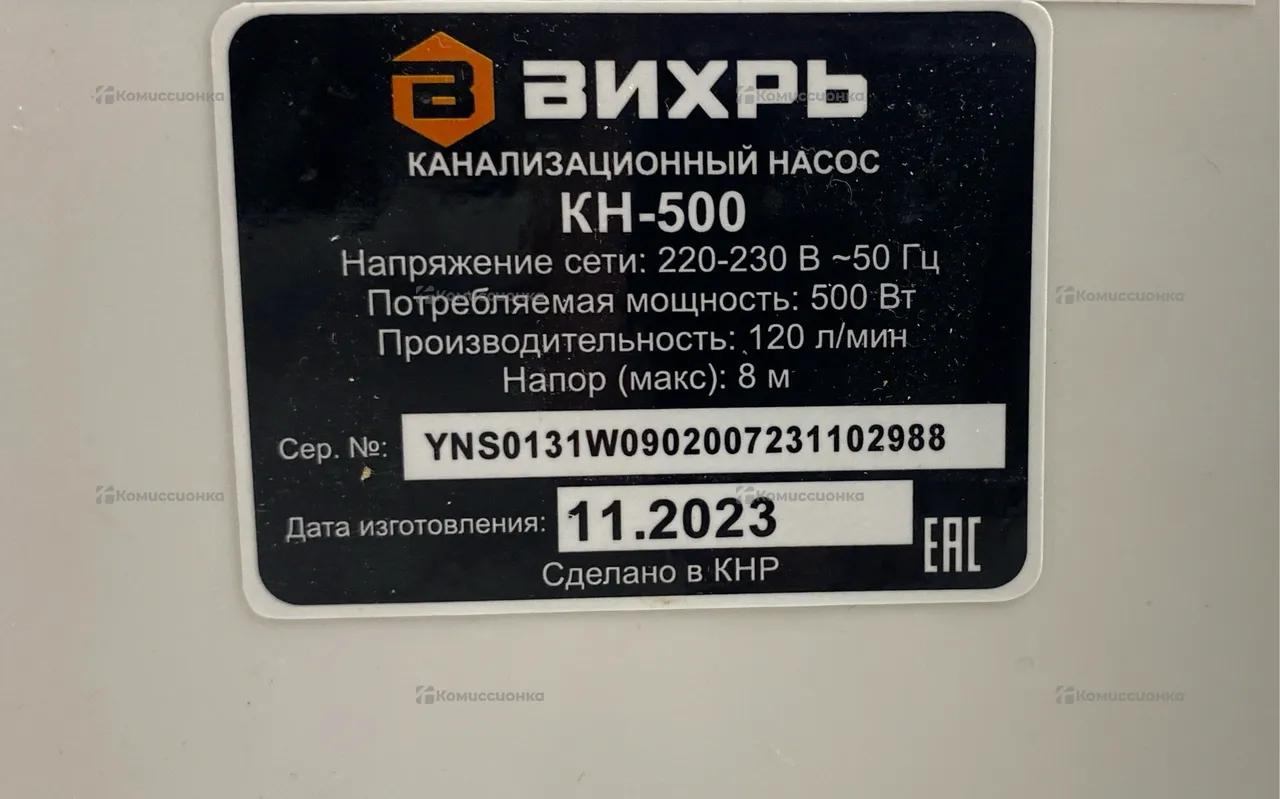 В ВИХРЬ
КАНАЛИЗАЦИОННЫЙ НАСОС
КН-500
Напряжение сети: 220-230 В ~50 Гц
Потребляемая мощность: 500 Вт
Производительность: 120 л/мин
Напор (макс): 8 м
Сер. №: YNS0131W0902007231102988
Дата изготовления: 11.2023
EAC
Сделано в КНР
Комиссионка
Комиссионка
Комиссионка
Комиссионка
Комиссионка
Комиссионка
Комиссионка
Комиссионка